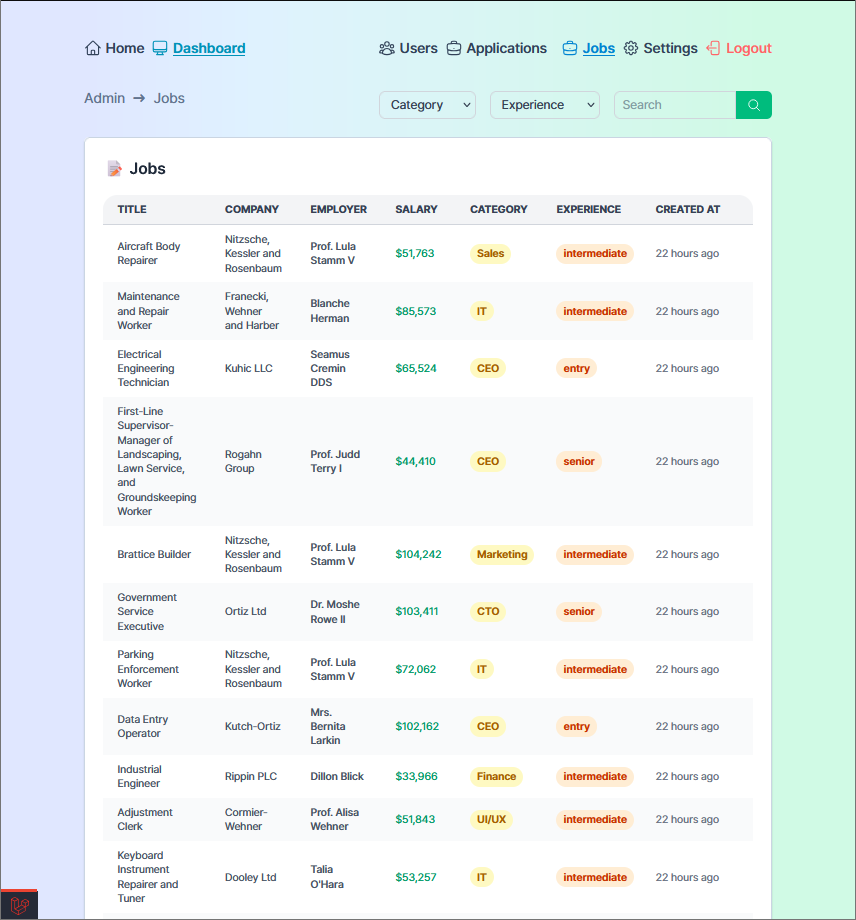 Home Dashboard Users Applications Jobs Settings Logout
Admin → Jobs Category Experience Search
Jobs
TITLE COMPANY EMPLOYER SALARY CATEGORY EXPERIENCE CREATED AT
Aircraft Body
Repairer
Nitzsche,
Kessler and
Rosenbaum
Prof. Lula
Stamm V
$51,763
Sales
intermediate
22 hours ago
Maintenance
and Repair
Worker
Franecki,
Wehner
and Harber
Blanche
Herman
$85,573
IT
intermediate
22 hours ago
Electrical
Engineering
Technician
Kuhic LLC
Seamus
Cremin
DDS
$65,524
CEO
entry
22 hours ago
First-Line
Supervisor-
Manager of
Landscaping,
Lawn Service,
and
Groundskeeping
Worker
Rogahn
Group
Prof. Judd
Terry I
$44,410
CEO
senior
22 hours ago
Brattice Builder
Nitzsche,
Kessler and
Rosenbaum
Prof. Lula
Stamm V
$104,242
Marketing
intermediate
22 hours ago
Government
Service
Executive
Ortiz Ltd
Dr. Moshe
Rowe II
$103,411
CTO
senior
22 hours ago
Parking
Enforcement
Worker
Nitzsche,
Kessler and
Rosenbaum
Prof. Lula
Stamm V
$72,062
IT
intermediate
22 hours ago
Data Entry
Operator
Kutch-Ortiz
Mrs.
Bernita
Larkin
$102,162
CEO
entry
22 hours ago
Industrial
Engineer
Rippin PLC
Dillon Blick
$33,966
Finance
intermediate
22 hours ago
Adjustment
Clerk
Cormier-
Wehner
Prof. Alisa
Wehner
$51,843
UI/UX
intermediate
22 hours ago
Keyboard
Instrument
Repairer and
Tuner
Dooley Ltd
Talia
O'Hara
$53,257
IT
intermediate
22 hours ago